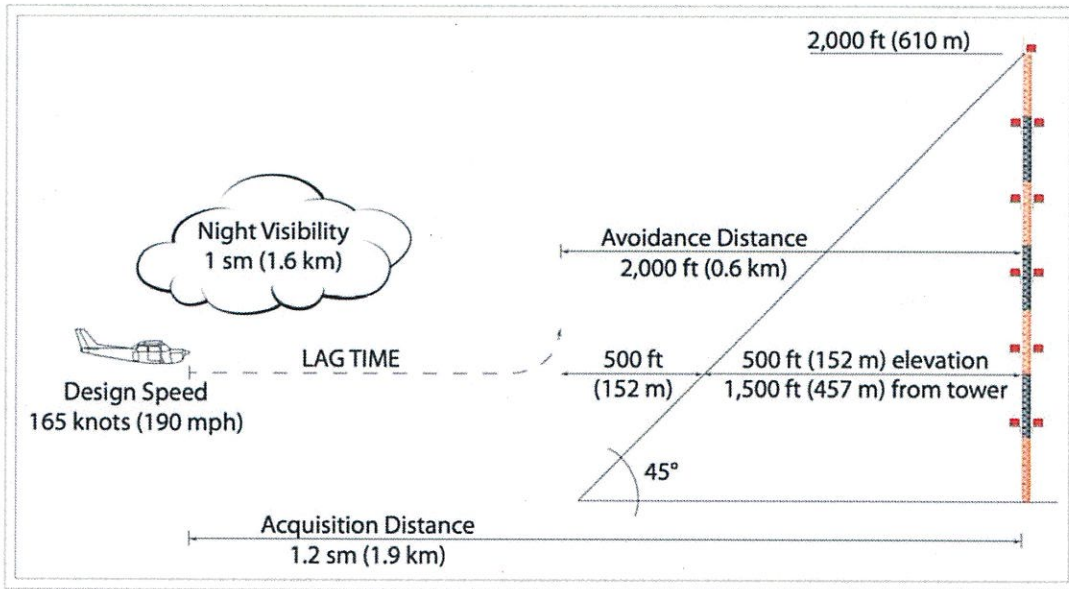 2,000 ft (610 m)
Night Visibility
1 sm (1.6 km)
Avoidance Distance
2,000 ft (0.6 km)
LAG TIME
Design Speed
165 knots (190 mph)
500 ft
(152 m)
500 ft (152 m) elevation
1,500 ft (457 m) from tower
45°
Acquisition Distance
1.2 sm (1.9 km)